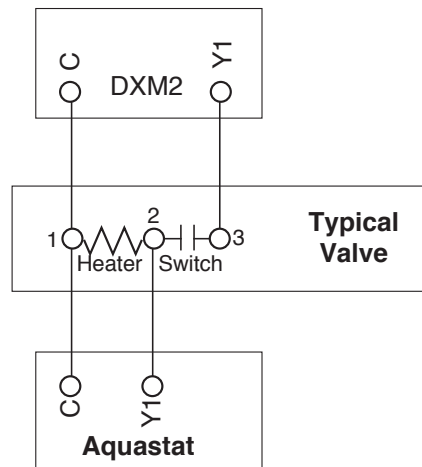 C
Y1
DXM2
1
2
3
Heater
Switch
Typical
Valve
C
Y1
Aquastat